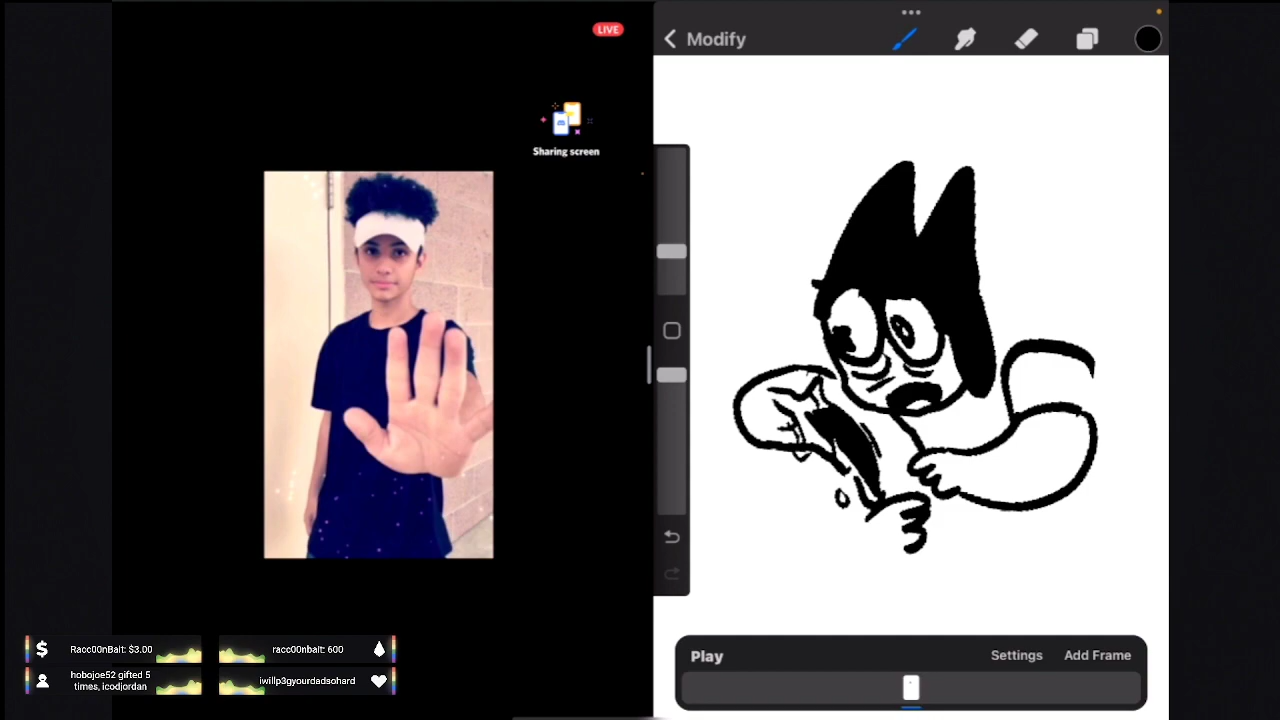 LIVE
Sharing screen
Modify
Play
Settings
Add Frame
Racc00nBait: $3.00
racc00nbait: 600
hobojoe52 gifted 5
times, icodjordan
iwillp3gyourdadsohard